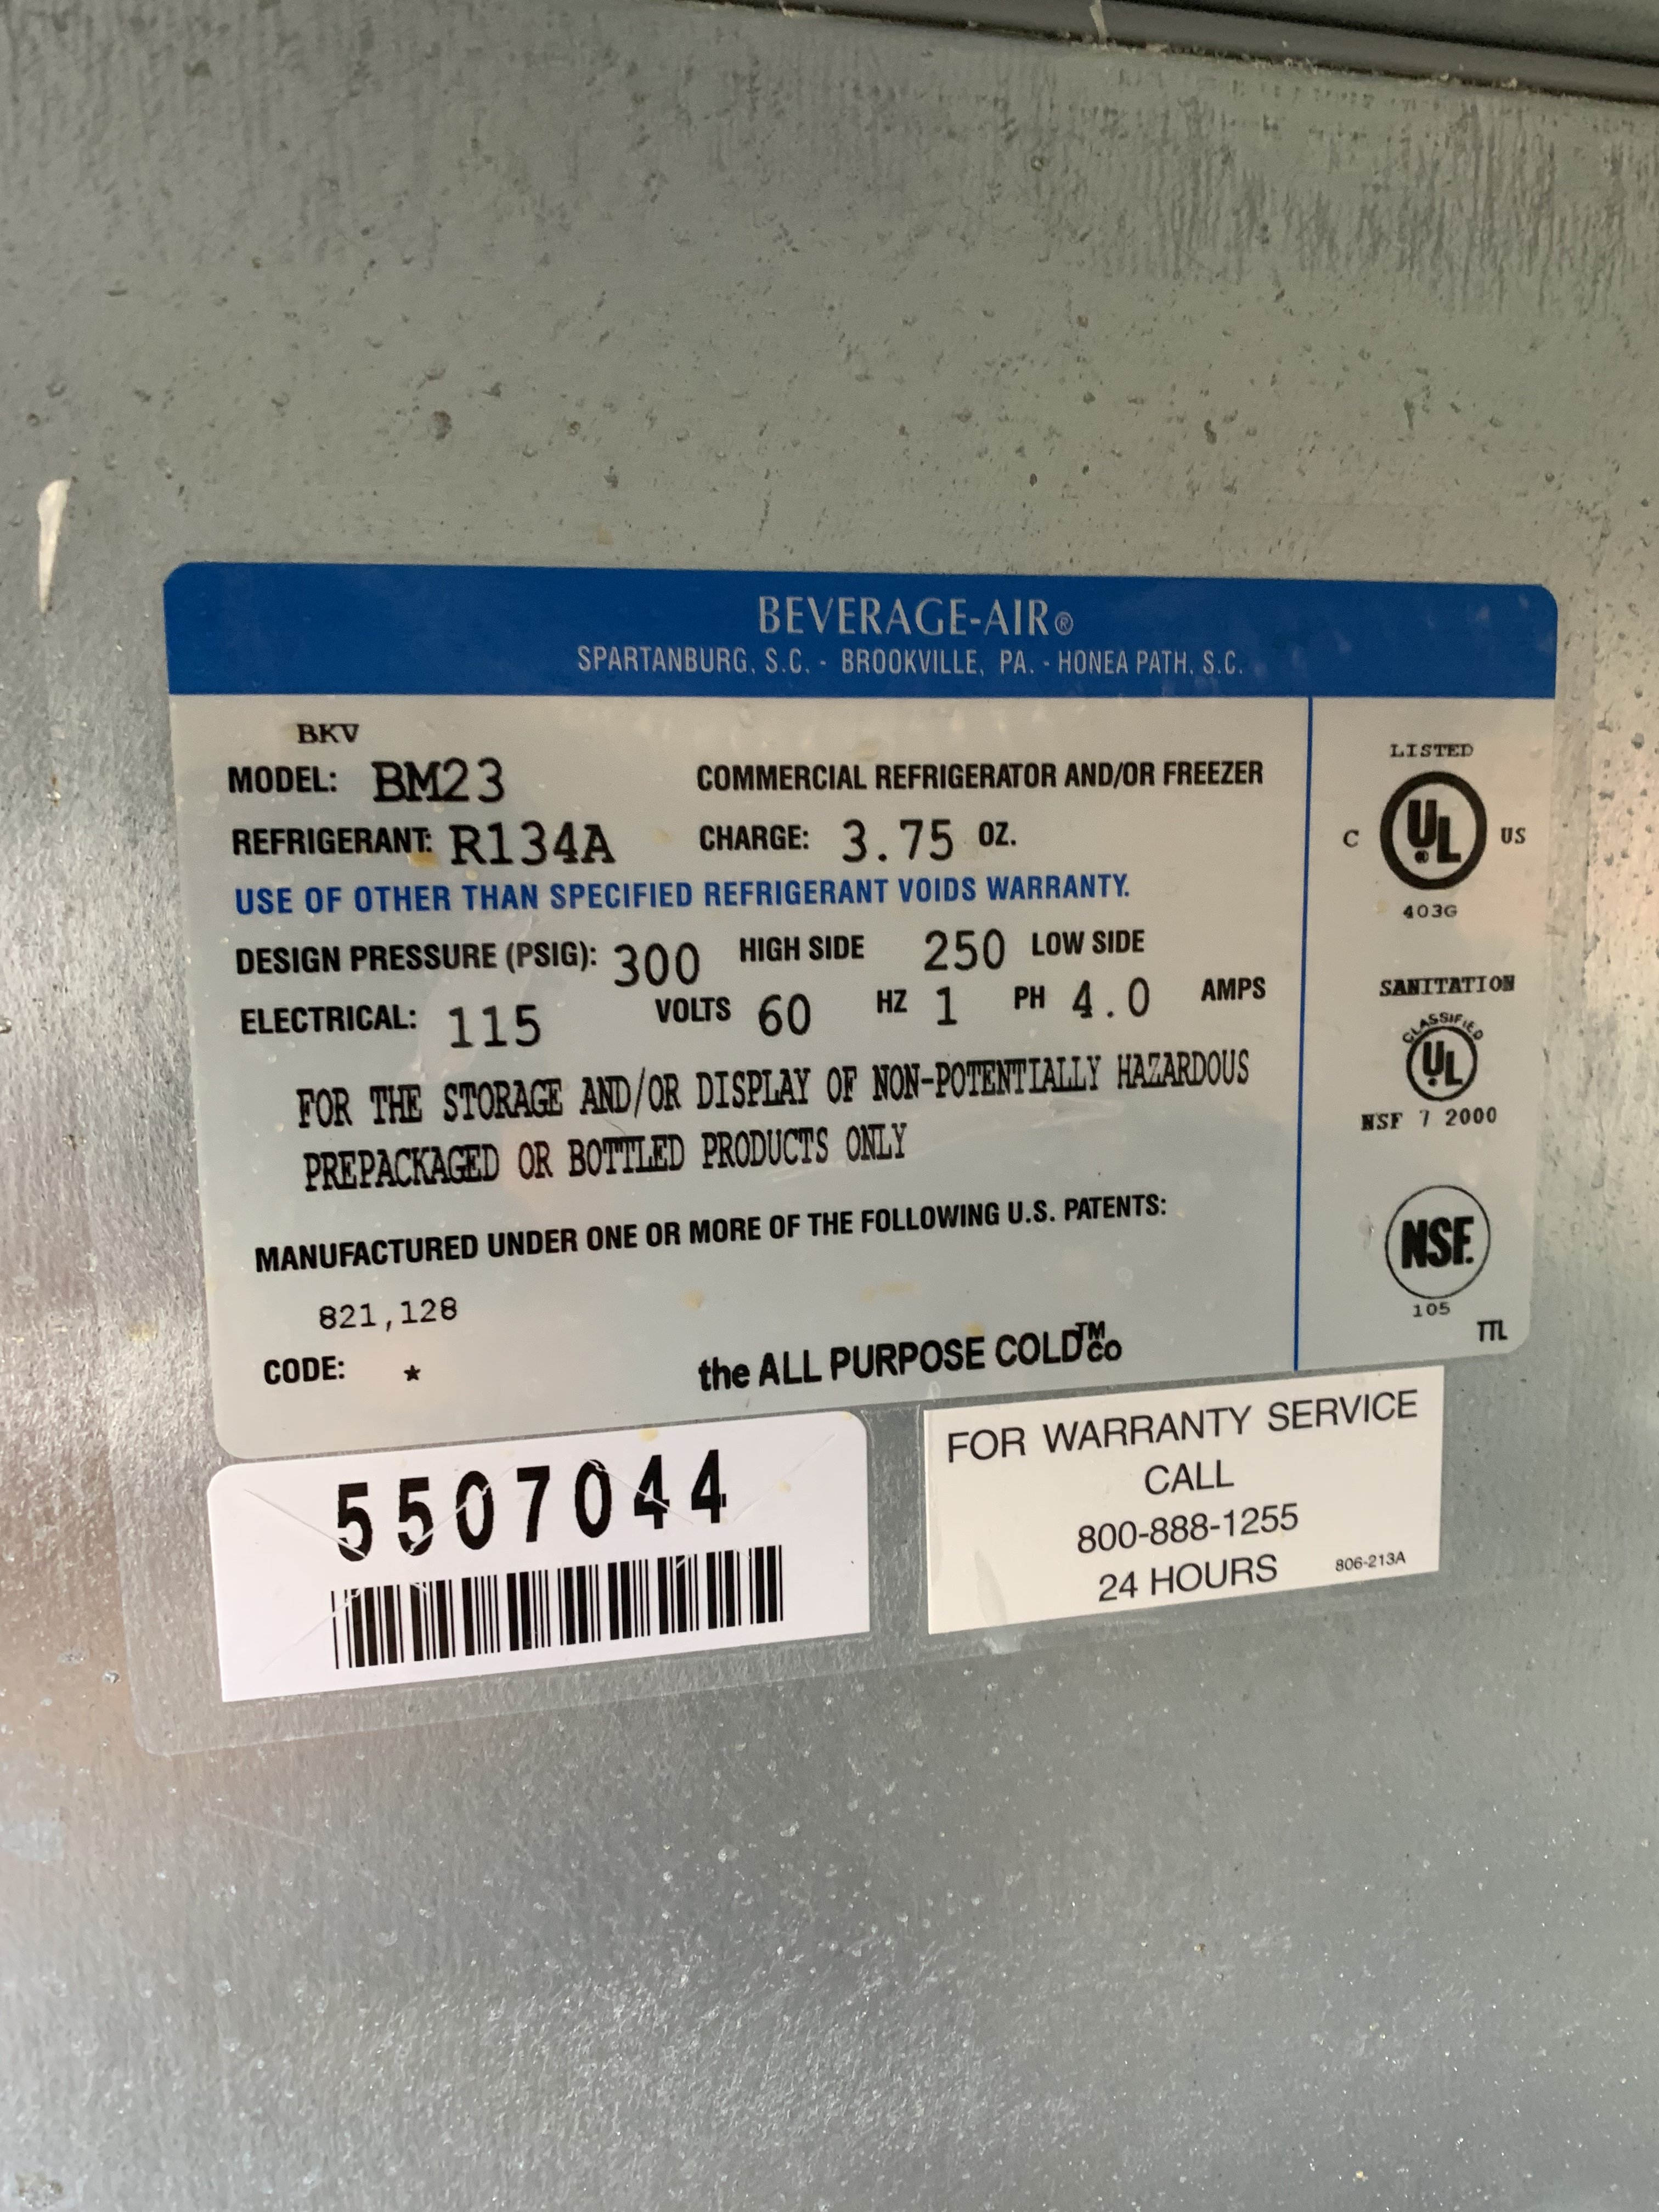 BEVERAGE-AIR®
SPARTANBURG, S.C. - BROOKVILLE, PA. - HONEA PATH, S.C.
BKV
MODEL: BM23 COMMERCIAL REFRIGERATOR AND/OR FREEZER
REFRIGERANT: R134A CHARGE: 3.75 OZ.
USE OF OTHER THAN SPECIFIED REFRIGERANT VOIDS WARRANTY.
DESIGN PRESSURE (PSIG): 300 HIGH SIDE 250 LOW SIDE
ELECTRICAL: 115 VOLTS 60 HZ 1 PH 4.0 AMPS
FOR THE STORAGE AND/OR DISPLAY OF NON-POTENTIALLY HAZARDOUS
PREPACKAGED OR BOTTLED PRODUCTS ONLY
MANUFACTURED UNDER ONE OR MORE OF THE FOLLOWING U.S. PATENTS:
821,128
CODE: *
the ALL PURPOSE COLD™ CO
LISTED
C UL US
403G
SANITATION
CLASSIFIED
UL
NSF 7 2000
NSF.
105
TTL
5507044
FOR WARRANTY SERVICE
CALL
800-888-1255
24 HOURS 806-213A